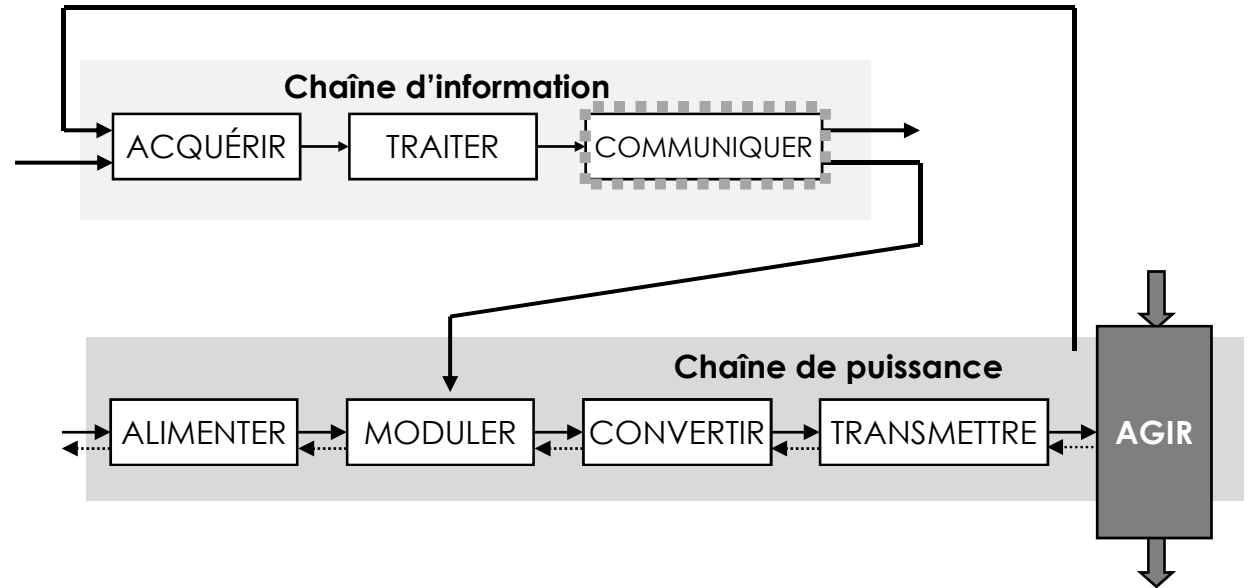 Chaîne d’information
ACQUÉRIR
TRAITER
COMMUNIQUER
Chaîne de puissance
ALIMENTER
MODULER
CONVERTIR
TRANSMETTRE
AGIR